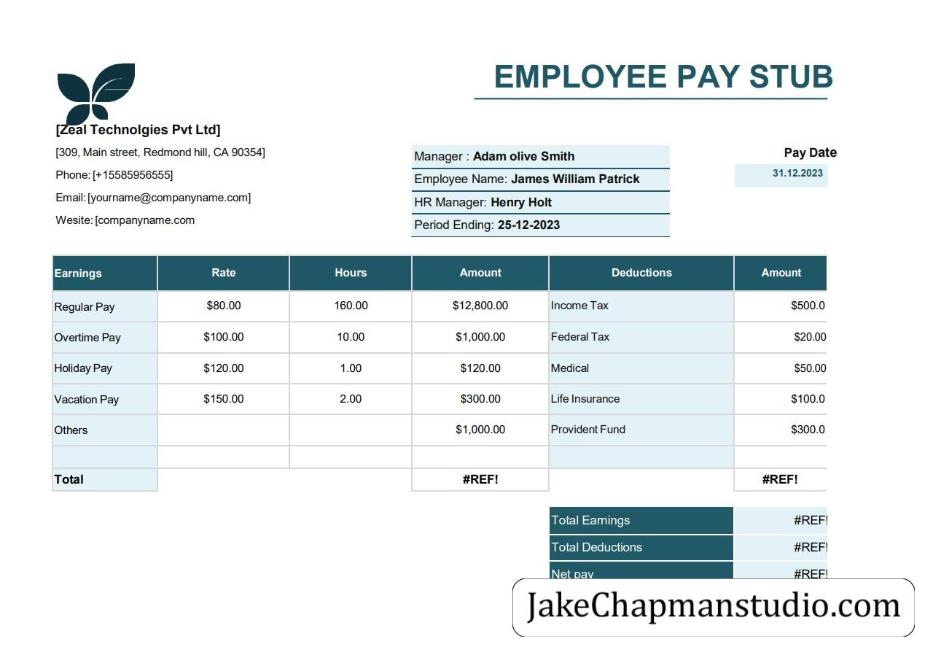 EMPLOYEE PAY STUB
[Zeal Technolgies Pvt Ltd]
[309, Main street, Redmond hill, CA 90354]
Phone: [+15585956555]
Email: [yourname@companyname.com]
Wesite: [companyname.com
Manager : Adam olive Smith
Employee Name: James William Patrick
HR Manager: Henry Holt
Period Ending: 25-12-2023
Pay Date
31.12.2023
Earnings Rate Hours Amount Deductions Amount
Regular Pay $80.00 160.00 $12,800.00 Income Tax $500.0
Overtime Pay $100.00 10.00 $1,000.00 Federal Tax $20.00
Holiday Pay $120.00 1.00 $120.00 Medical $50.00
Vacation Pay $150.00 2.00 $300.00 Life Insurance $100.0
Others $1,000.00 Provident Fund $300.0
Total #REF! #REF!
Total Earnings #REF!
Total Deductions #REF!
Net pay #REF!
JakeChapmanstudio.com